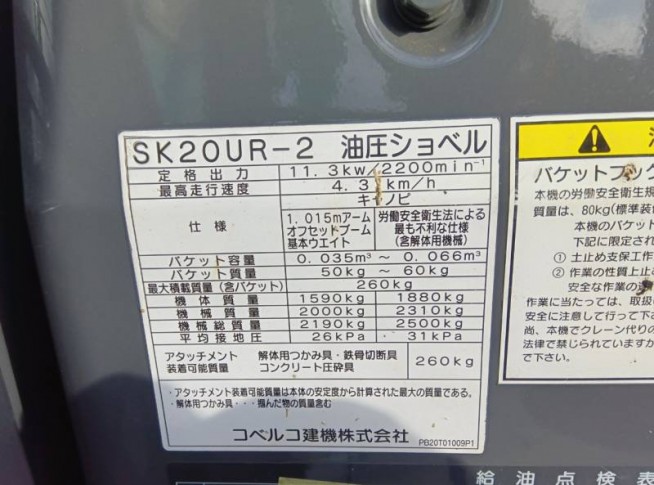 SK20UR-2 油圧ショベル
定格出力 11.3kw/2200min⁻¹
最高走行速度 4.3 km/h
仕様 キャノピ
1.015mアーム オフセットブーム 基本ウエイト
労働安全衛生法による 最も不利な仕様 (含解体用機械)
バケット容量 0.035m³ ~ 0.066m³
バケット質量 50kg ~ 60kg
最大積載質量(含バケット) 260kg
機体質量 1590kg 1880kg
機械質量 2000kg 2310kg
機械総質量 2190kg 2500kg
平均接地圧 26kPa 31kPa
アタッチメント 装着可能質量 解体用つかみ具・鉄骨切断具 コンクリート圧砕具 260kg
・アタッチメント装着可能質量は本体の安定度から計算された最大の質量である。
・解体用つかみ具・・・掴んだ物の質量含む
コベルコ建機株式会社 PB20T01009P1
バケットフック
本機の労働安全衛生規
質量は、80kg(標準装
本機のバケット
下記に限定され
① 土止め支保工作
② 作業の性質上止
安全な作業の
作業に当たっては、取扱
安全に注意して行って下さ
尚、本機でクレーン代りの
法律で禁じられていますか
で下さい。
給油点検表